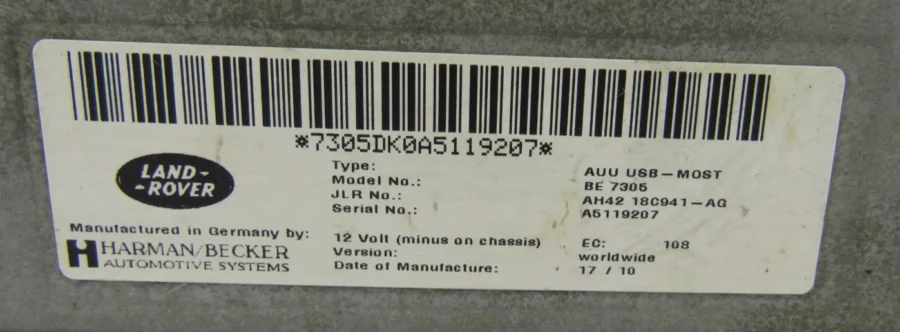 *7305DK0A5119207*
LAND-
-ROVER
Type: AUU USB-MOST
Model No.: BE 7305
JLR No.: AH42 18C941-AG
Serial No.: A5119207
Manufactured in Germany by:
HARMAN/BECKER
AUTOMOTIVE SYSTEMS
12 Volt (minus on chassis) EC: 108
Version: worldwide
Date of Manufacture: 17 / 10